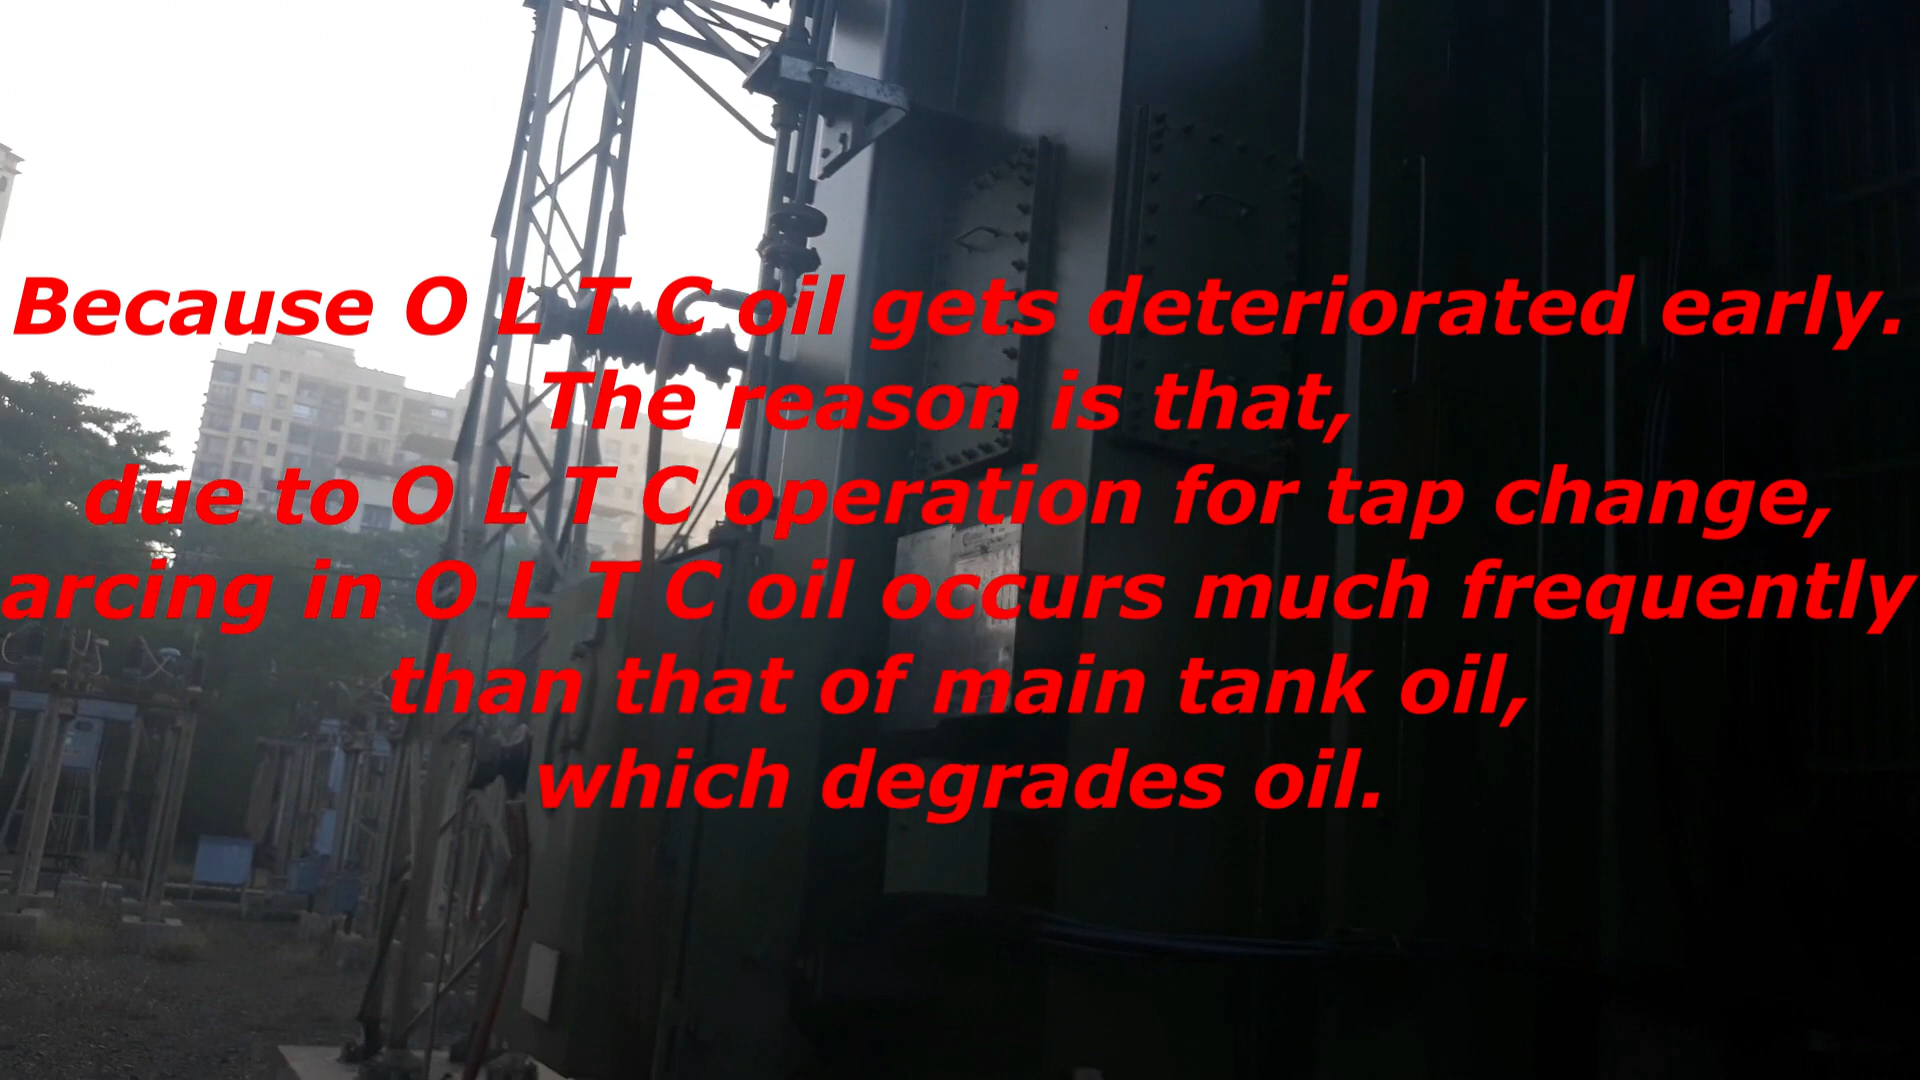 Because O L T C oil gets deteriorated early.
The reason is that,
due to O L T C operation for tap change,
arcing in O L T C oil occurs much frequently
than that of main tank oil,
which degrades oil.